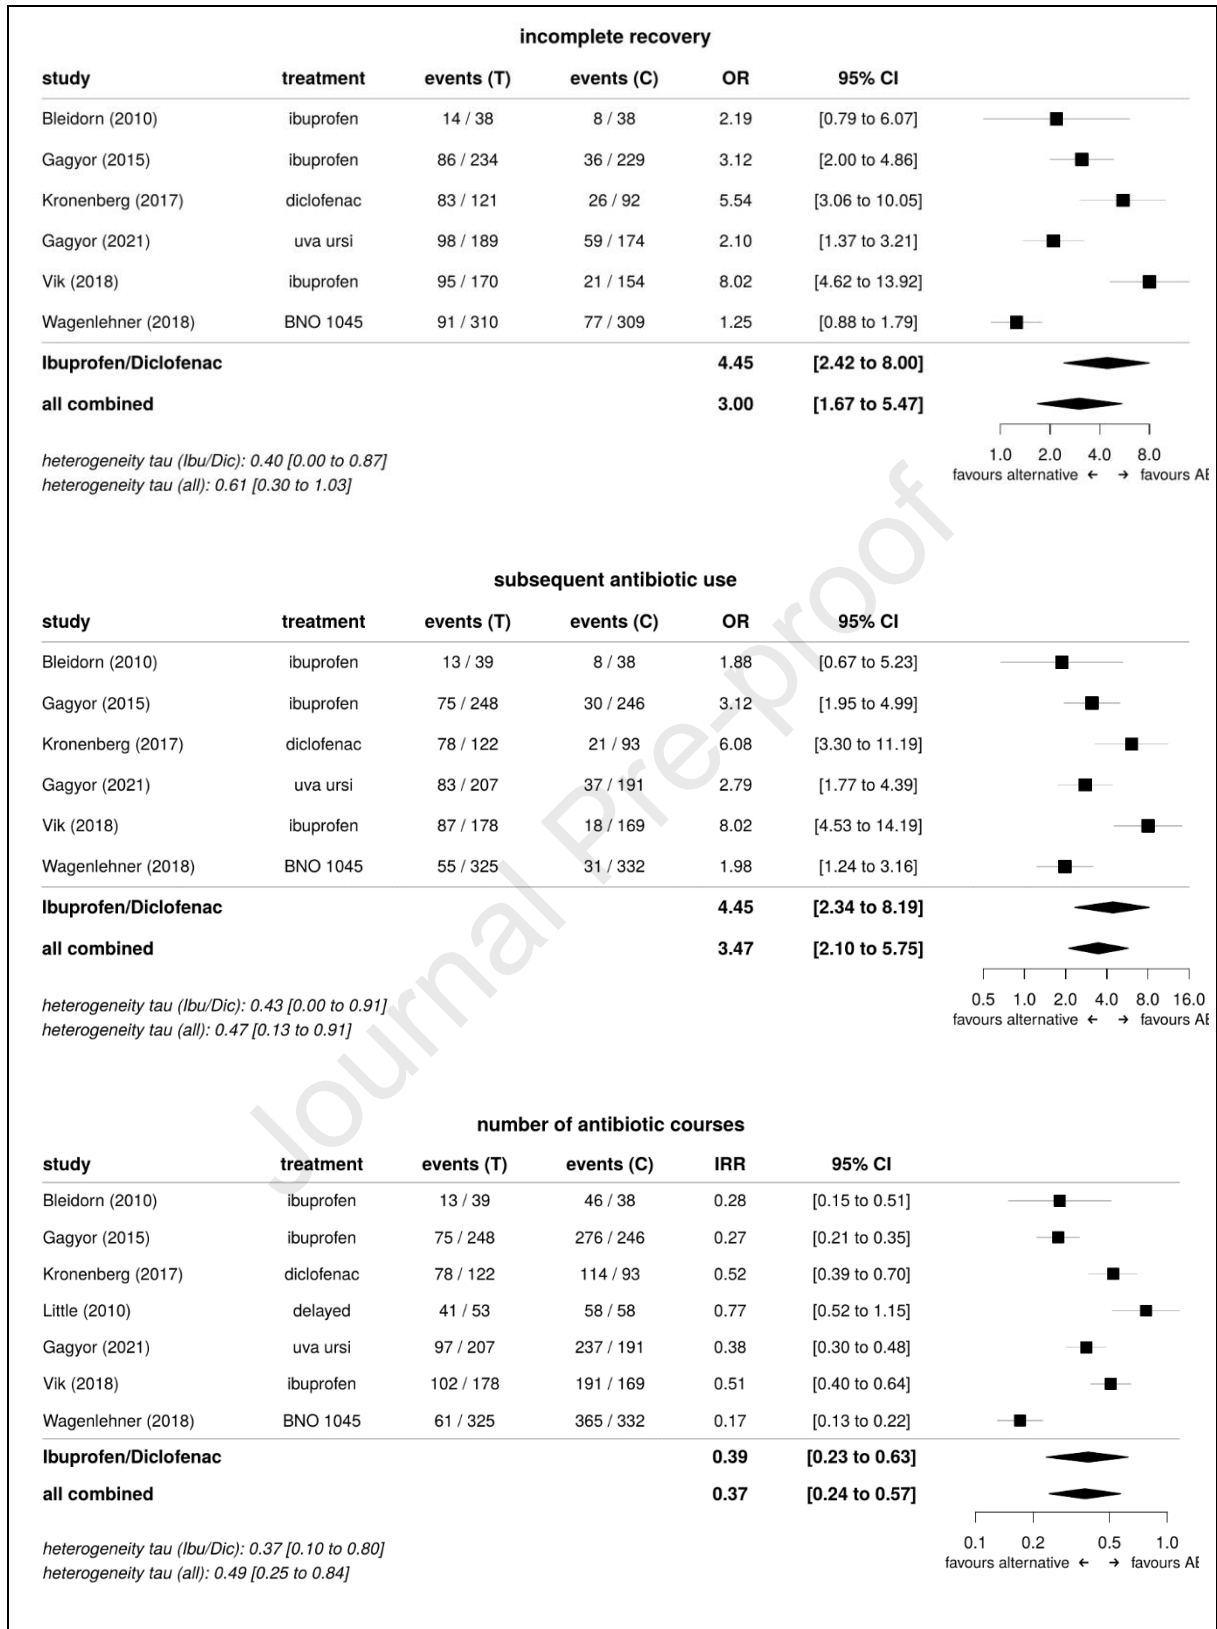 incomplete recovery
study treatment events (T) events (C) OR 95% CI
Bleidorn (2010) ibuprofen 14 / 38 8 / 38 2.19 [0.79 to 6.07]
Gagyor (2015) ibuprofen 86 / 234 36 / 229 3.12 [2.00 to 4.86]
Kronenberg (2017) diclofenac 83 / 121 26 / 92 5.54 [3.06 to 10.05]
Gagyor (2021) uva ursi 98 / 189 59 / 174 2.10 [1.37 to 3.21]
Vik (2018) ibuprofen 95 / 170 21 / 154 8.02 [4.62 to 13.92]
Wagenlehner (2018) BNO 1045 91 / 310 77 / 309 1.25 [0.88 to 1.79]
Ibuprofen/Diclofenac 4.45 [2.42 to 8.00]
all combined 3.00 [1.67 to 5.47]
1.0 2.0 4.0 8.0
heterogeneity tau (Ibu/Dic): 0.40 [0.00 to 0.87]
favours alternative ← → favours AE
heterogeneity tau (all): 0.61 [0.30 to 1.03]
subsequent antibiotic use
study treatment events (T) events (C) OR 95% CI
Bleidorn (2010) ibuprofen 13 / 39 8 / 38 1.88 [0.67 to 5.23]
Gagyor (2015) ibuprofen 75 / 248 30 / 246 3.12 [1.95 to 4.99]
Kronenberg (2017) diclofenac 78 / 122 21 / 93 6.08 [3.30 to 11.19]
Gagyor (2021) uva ursi 83 / 207 37 / 191 2.79 [1.77 to 4.39]
Vik (2018) ibuprofen 87 / 178 18 / 169 8.02 [4.53 to 14.19]
Wagenlehner (2018) BNO 1045 55 / 325 31 / 332 1.98 [1.24 to 3.16]
Ibuprofen/Diclofenac 4.45 [2.34 to 8.19]
all combined 3.47 [2.10 to 5.75]
0.5 1.0 2.0 4.0 8.0 16.0
heterogeneity tau (Ibu/Dic): 0.43 [0.00 to 0.91]
favours alternative ← → favours AE
heterogeneity tau (all): 0.47 [0.13 to 0.91]
Journal Pre-proof
number of antibiotic courses
study treatment events (T) events (C) IRR 95% CI
Bleidorn (2010) ibuprofen 13 / 39 46 / 38 0.28 [0.15 to 0.51]
Gagyor (2015) ibuprofen 75 / 248 276 / 246 0.27 [0.21 to 0.35]
Kronenberg (2017) diclofenac 78 / 122 114 / 93 0.52 [0.39 to 0.70]
Little (2010) delayed 41 / 53 58 / 58 0.77 [0.52 to 1.15]
Gagyor (2021) uva ursi 97 / 207 237 / 191 0.38 [0.30 to 0.48]
Vik (2018) ibuprofen 102 / 178 191 / 169 0.51 [0.40 to 0.64]
Wagenlehner (2018) BNO 1045 61 / 325 365 / 332 0.17 [0.13 to 0.22]
Ibuprofen/Diclofenac 0.39 [0.23 to 0.63]
all combined 0.37 [0.24 to 0.57]
0.1 0.2 0.5 1.0
heterogeneity tau (Ibu/Dic): 0.37 [0.10 to 0.80]
favours alternative ← → favours AE
heterogeneity tau (all): 0.49 [0.25 to 0.84]